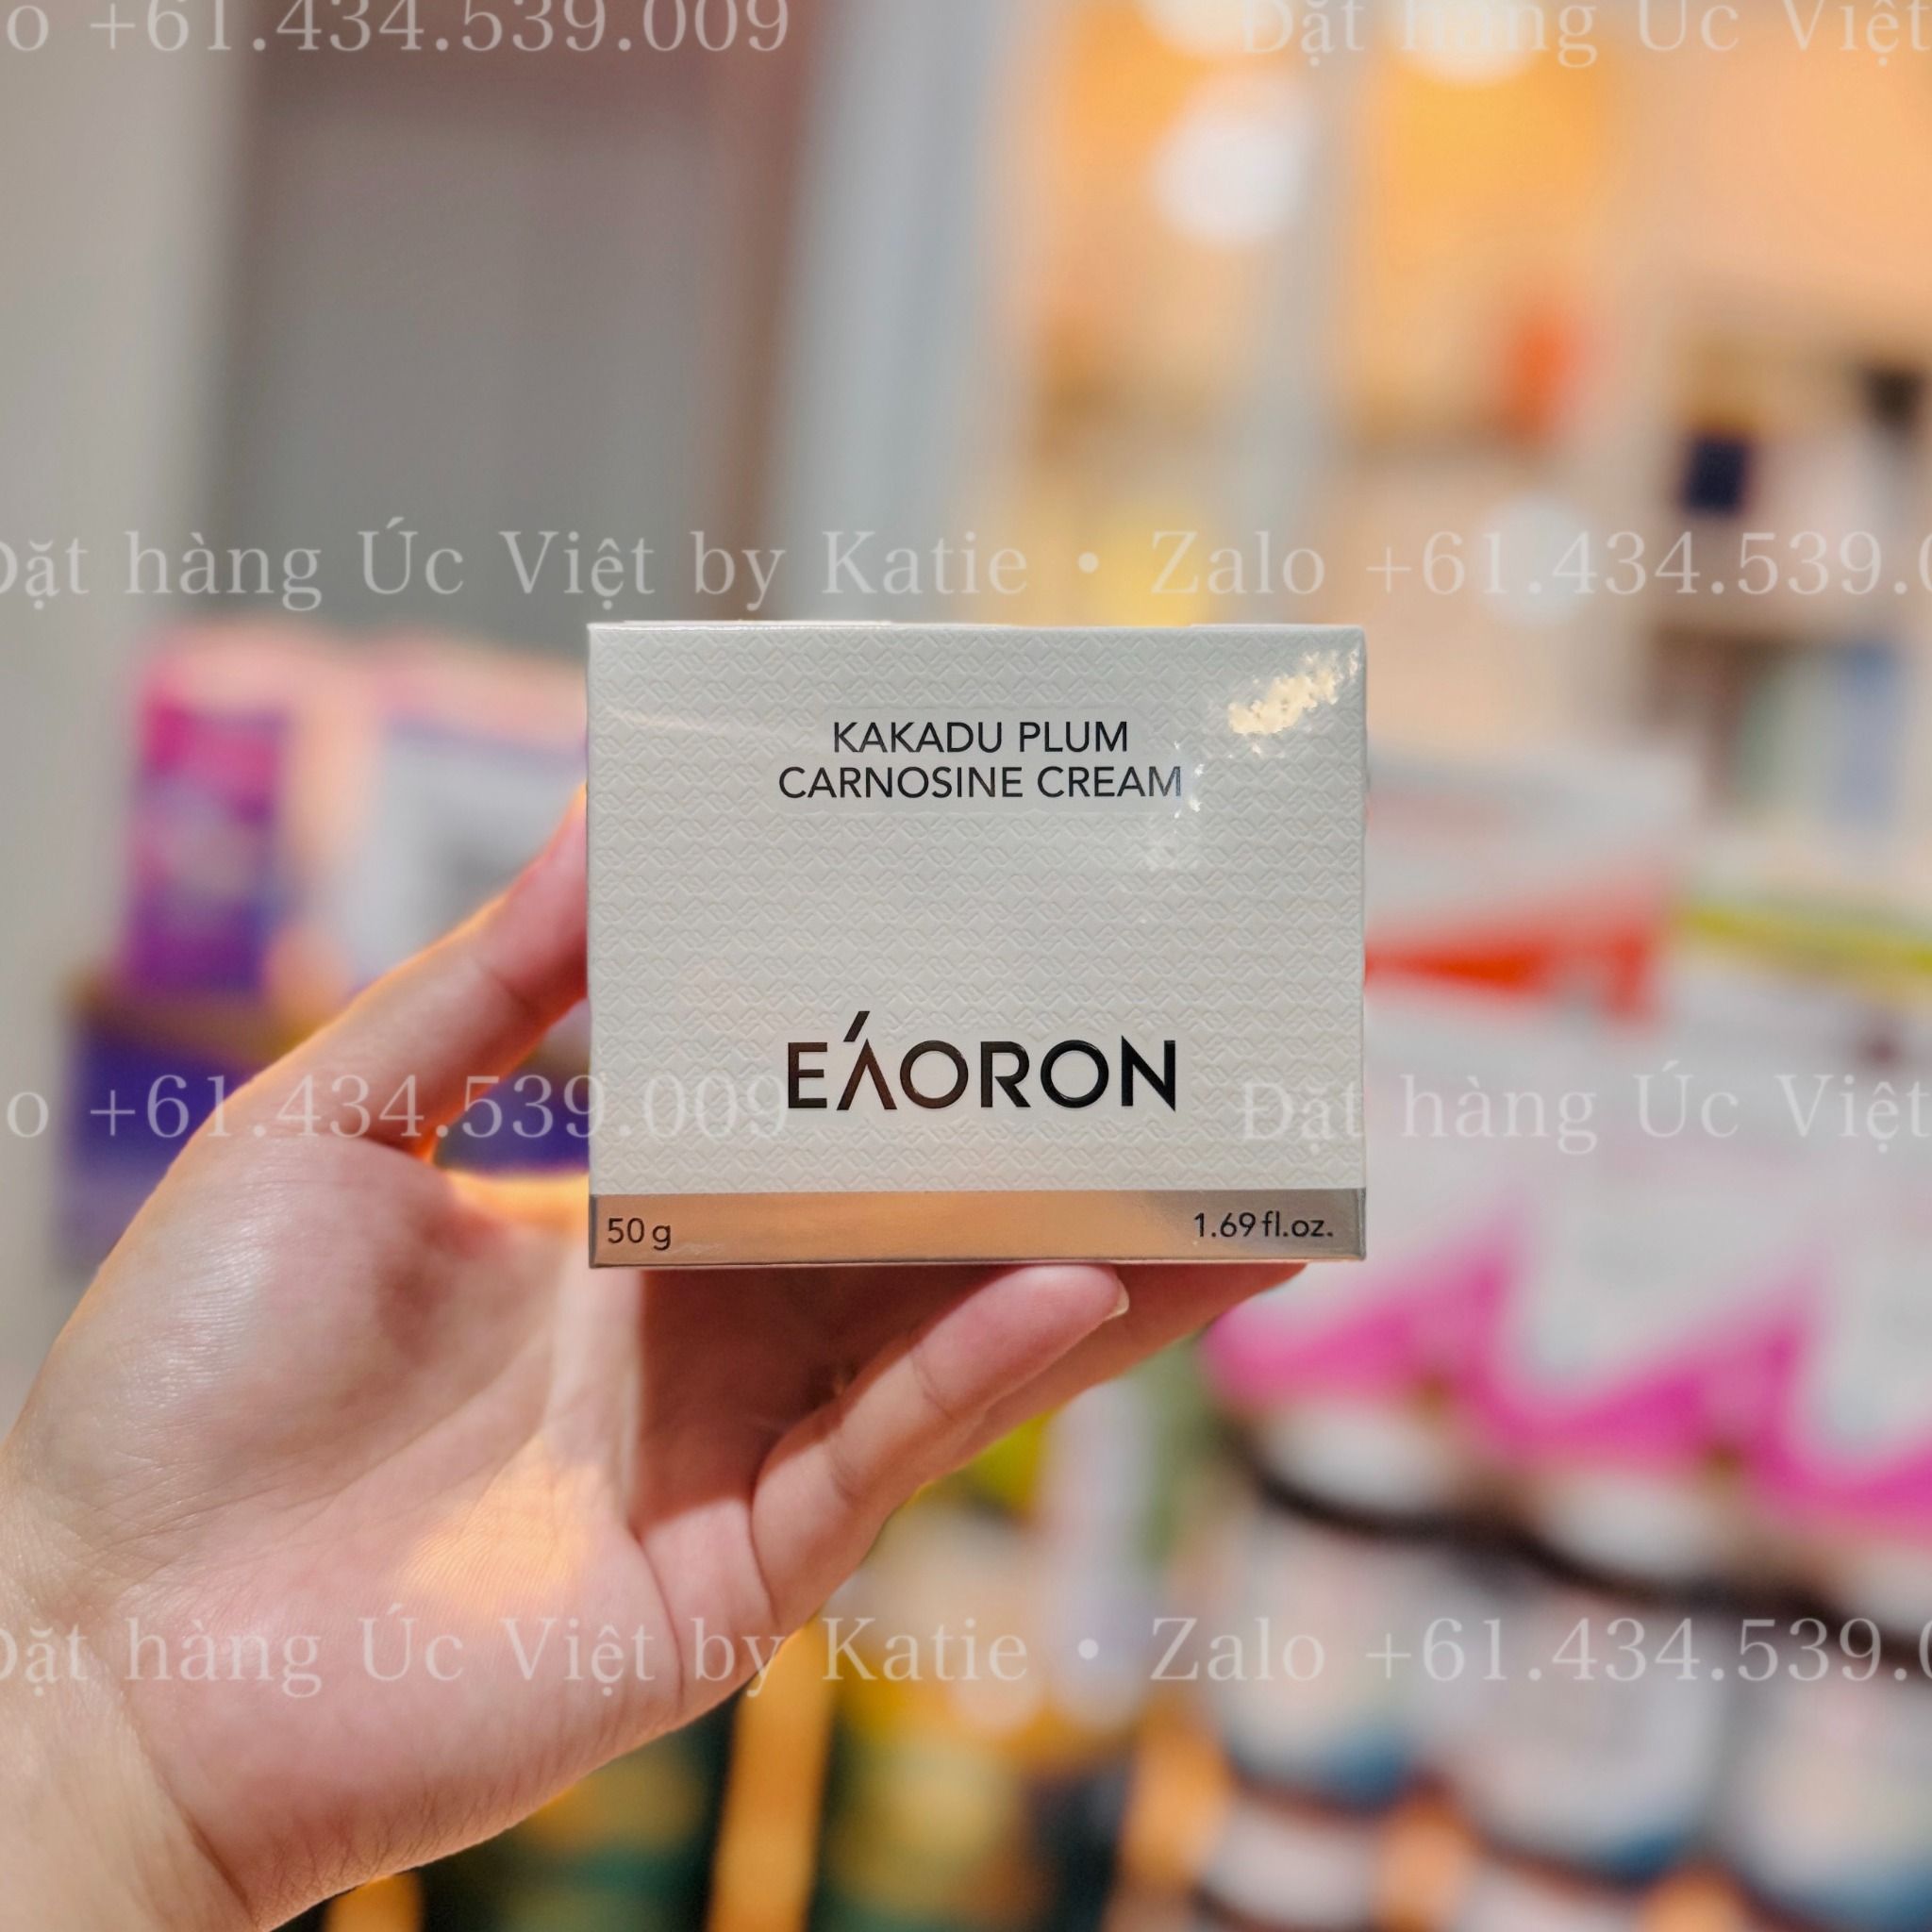 o +61.434.539.009 Đặt hàng Úc Việt
Đặt hàng Úc Việt by Katie • Zalo +61.434.539.0
KAKADU PLUM
CARNOSINE CREAM
EÁORON
o +61.434.539.009 Đặt hàng Úc Việt
50 g 1.69 fl.oz.
Đặt hàng Úc Việt by Katie • Zalo +61.434.539.0